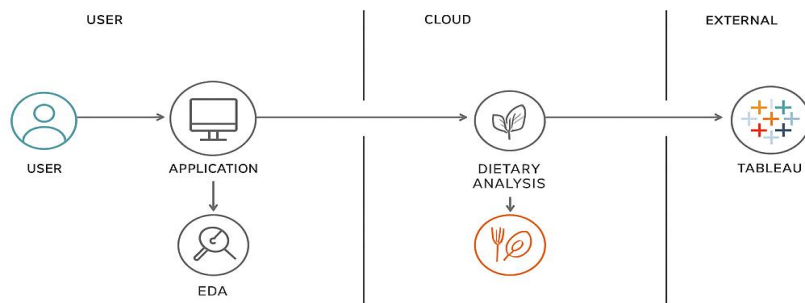 USER
CLOUD
EXTERNAL
USER
APPLICATION
DIETARY
ANALYSIS
TABLEAU
EDA